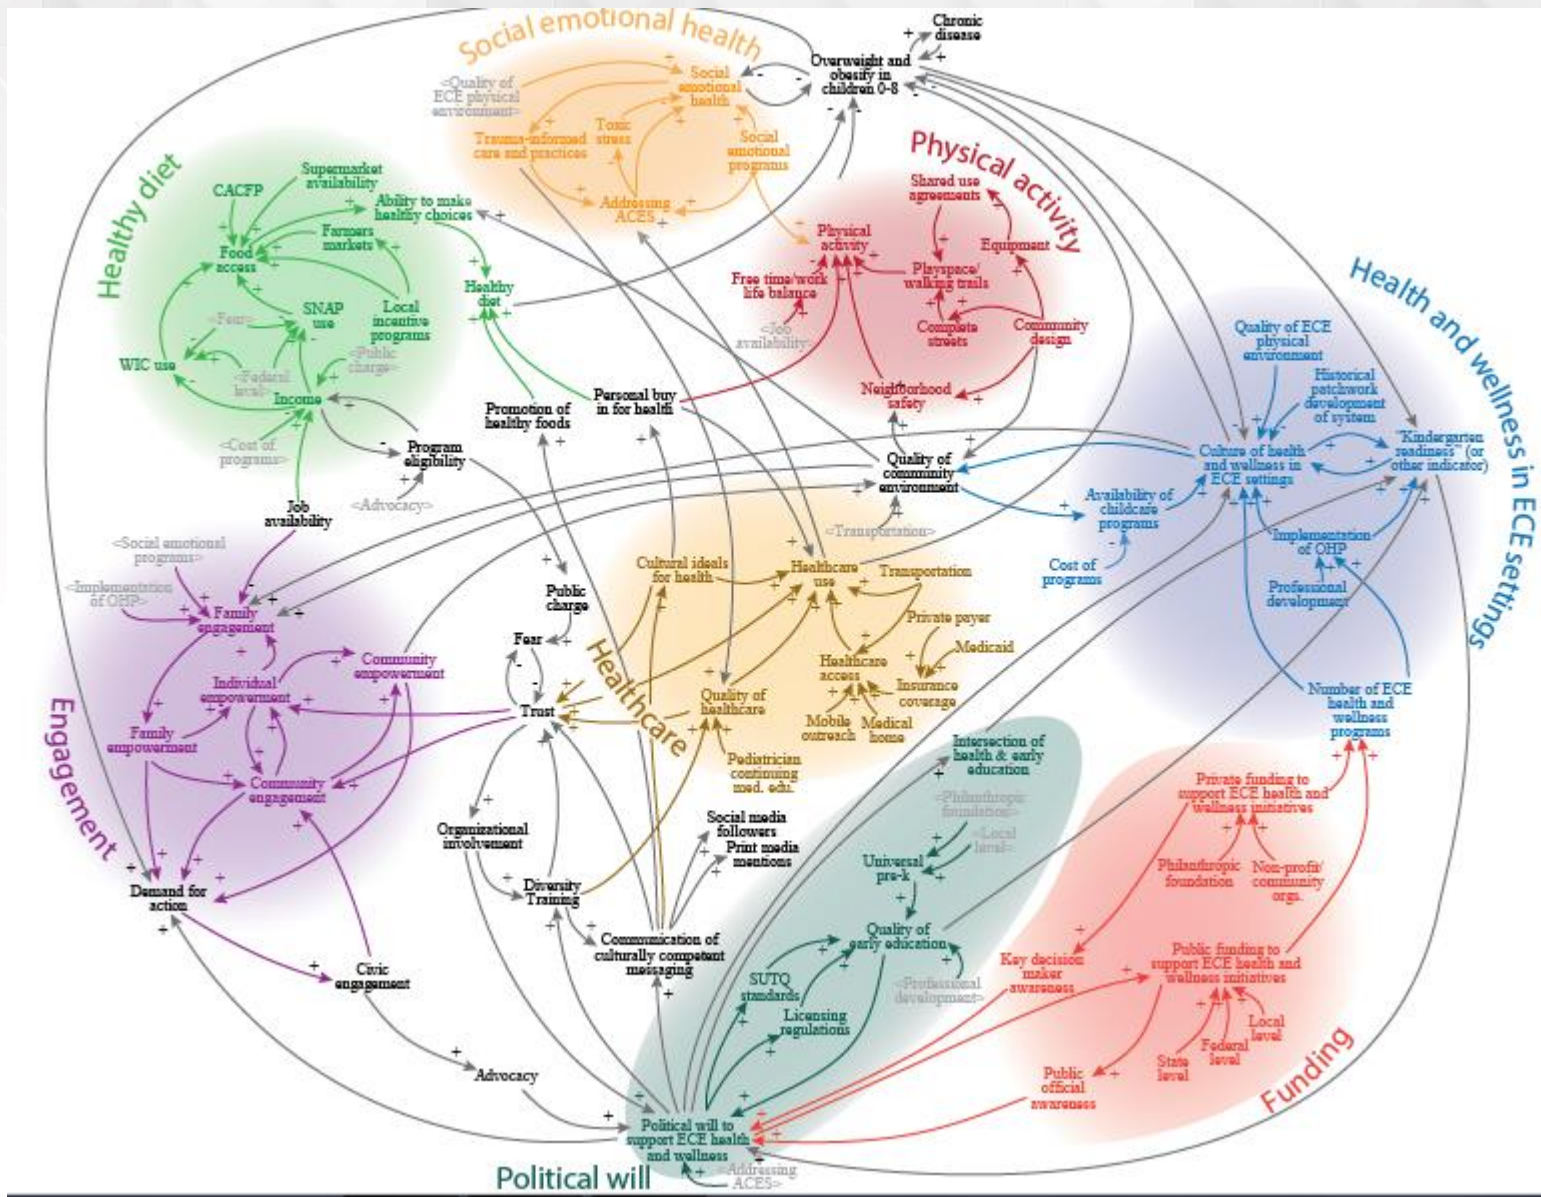 Social emotional health
<Quality of
ECE physical
environment>
Social
emotional
health
Trauma-informed
care and practices
Toxic
stress
Social
emotional
programs
Addressing
ACES
Chronic
disease
Overweight and
obesity in
children 0-8
Healthy diet
Supermarket
availability
CACFP
Ability to make
healthy choices
Farmers
markets
Food
access
Healthy
diet
SNAP
use
Local
incentive
programs
<Fear>
<Public
charge>
WIC use
<Federal
level>
Income
<Cost of
programs>
Program
eligibility
<Advocacy>
Job
availability
Promotion of
healthy foods
Personal buy
in for health
Physical activity
Shared use
agreements
Physical
activity
Equipment
Free time/work
life balance
Playspace/
walking trails
<Job
availability>
Complete
streets
Community
design
Neighborhood
safety
Quality of
community
environment
<Transportation>
Health and wellness in ECE settings
Quality of ECE
physical
environment
Historical
patchwork
development
of system
Culture of health
and wellness in
ECE settings
"Kindergarten
readiness" (or
other indicator)
Availability of
childcare
programs
Cost of
programs
Implementation
of OHP
Professional
development
Number of ECE
health and
wellness
programs
Engagement
<Social emotional
programs>
<Implementation
of OHP>
Family
engagement
Community
empowerment
Individual
empowerment
Family
empowerment
Community
engagement
Demand for
action
Civic
engagement
Advocacy
Public
charge
Fear
Trust
Organizational
involvement
Diversity
Training
Communication of
culturally competent
messaging
Social media
followers
Print media
mentions
Healthcare
Cultural ideals
for health
Healthcare
use
Transportation
Private payer
Medicaid
Healthcare
access
Insurance
coverage
Quality of
healthcare
Mobile
outreach
Medical
home
Pediatrician
continuing
med. edu.
Political will
Intersection of
health & early
education
<Philanthropic
foundation>
<Local
level>
Universal
pre-k
Quality of
early education
SUTQ
standards
<Professional
development>
Licensing
regulations
Political will to
support ECE health
and wellness
<Addressing
ACES>
Funding
Private funding to
support ECE health and
wellness initiatives
Philanthropic
foundation
Non-profit/
community
orgs.
Key decision
maker
awareness
Public funding to
support ECE health and
wellness initiatives
Local
level
Federal
level
State
level
Public
official
awareness